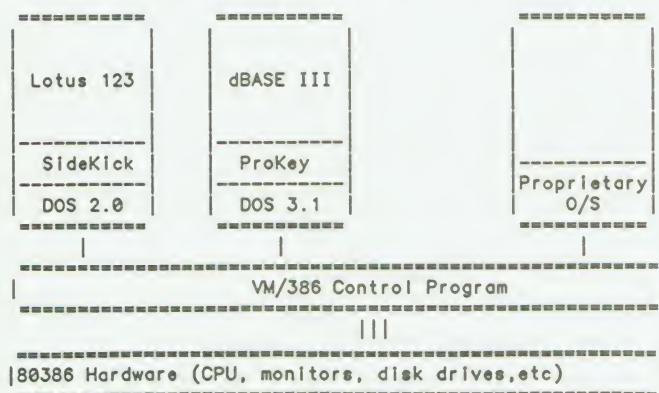 Lotus 123
dBASE III
SideKick
ProKey
Proprietary
O/S
DOS 2.0
DOS 3.1
VM/386 Control Program
80386 Hardware (CPU, monitors, disk drives,etc)